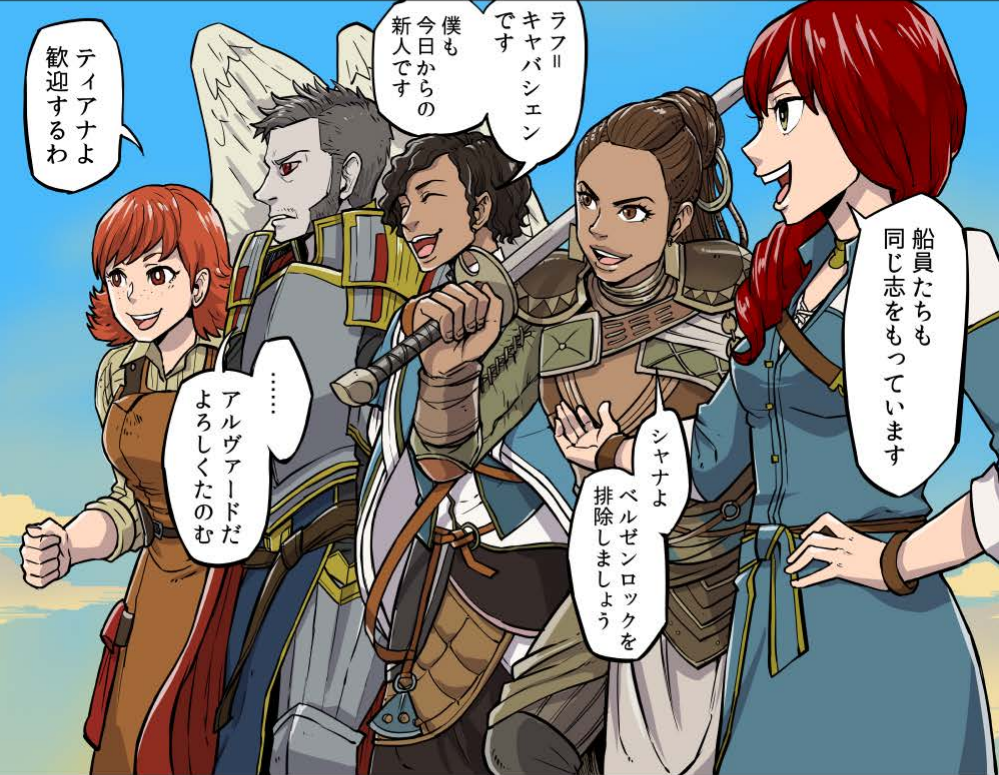 船員たちも
同じ志をもっています
シャナよ
ベルゼンロックを
排除しましょう
ラフ＝
キャパシェン
です
僕も
今日からの
新人です
……
アルヴァードだ
よろしくたのむ
ティアナよ
歓迎するわ